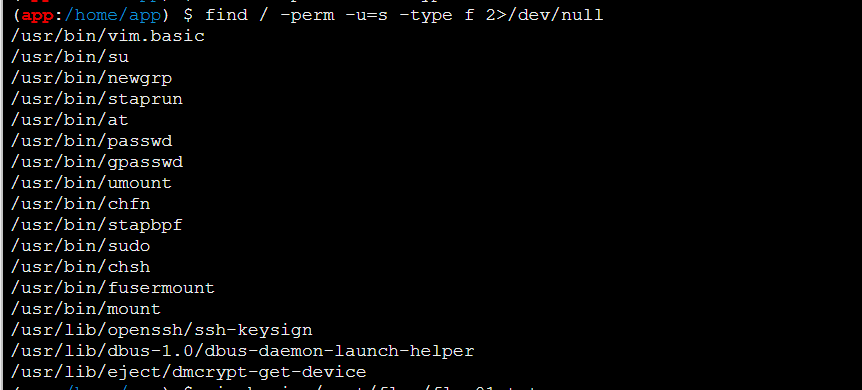 (app:/home/app) $ find / -perm -u=s -type f 2>/dev/null
/usr/bin/vim.basic
/usr/bin/su
/usr/bin/newgrp
/usr/bin/staprun
/usr/bin/at
/usr/bin/passwd
/usr/bin/gpasswd
/usr/bin/umount
/usr/bin/chfn
/usr/bin/stapbpf
/usr/bin/sudo
/usr/bin/chsh
/usr/bin/fusermount
/usr/bin/mount
/usr/lib/openssh/ssh-keysign
/usr/lib/dbus-1.0/dbus-daemon-launch-helper
/usr/lib/eject/dmcrypt-get-device